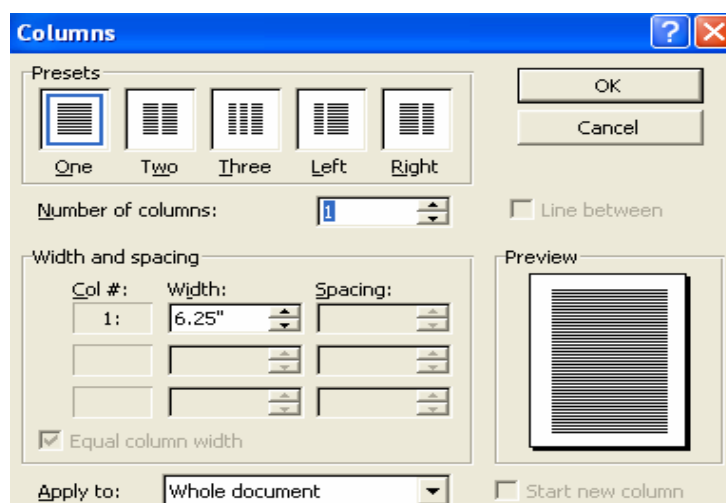 Columns
Presets
One Two Three Left Right
OK
Cancel
Number of columns: 1
Line between
Width and spacing
Col #: Width: Spacing:
1: 6.25"
Equal column width
Preview
Apply to: Whole document
Start new column